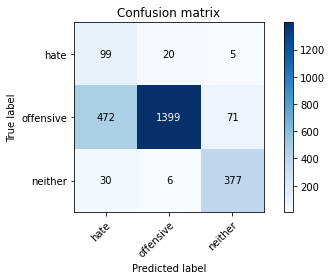 Confusion matrix
hate 99 20 5
offensive 472 1399 71
neither 30 6 377
hate offensive neither
True label
Predicted label
1200
1000
800
600
400
200